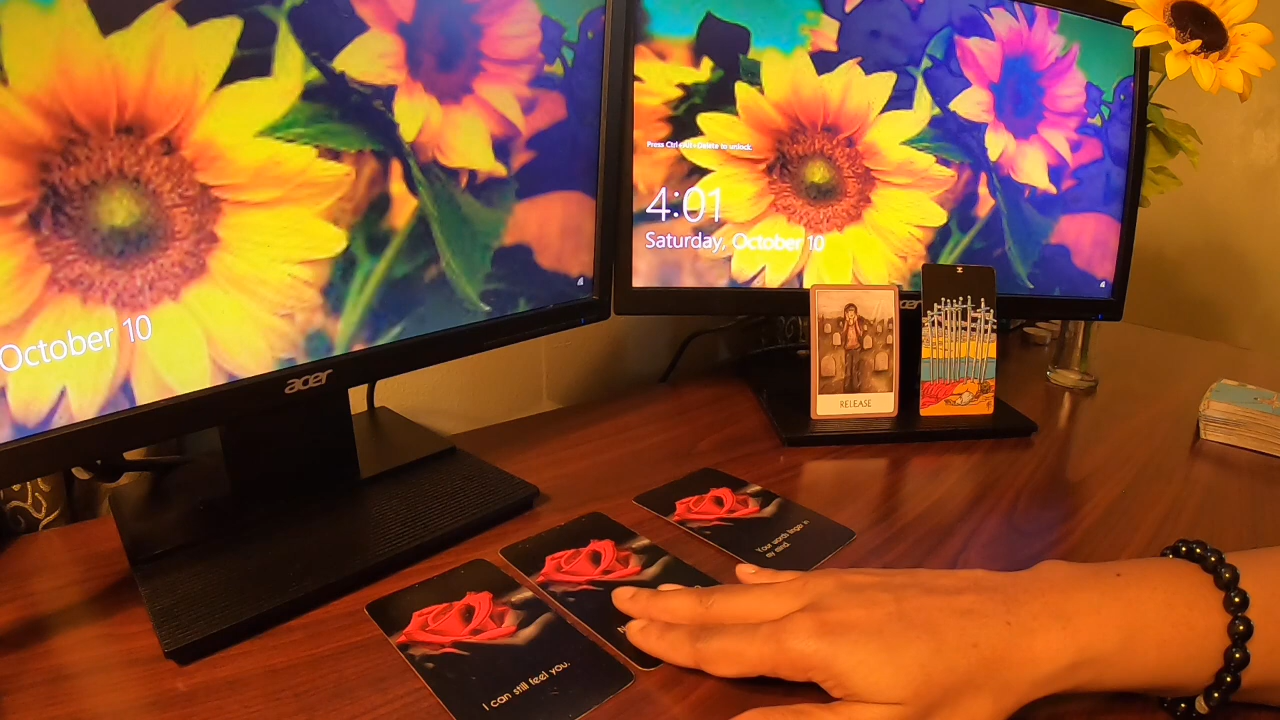 October 10
acer
Press Ctrl+Alt+Delete to unlock.
4:01
Saturday, October 10
acer
RELEASE
X
Your words linger in
my mind.
I can still feel you.